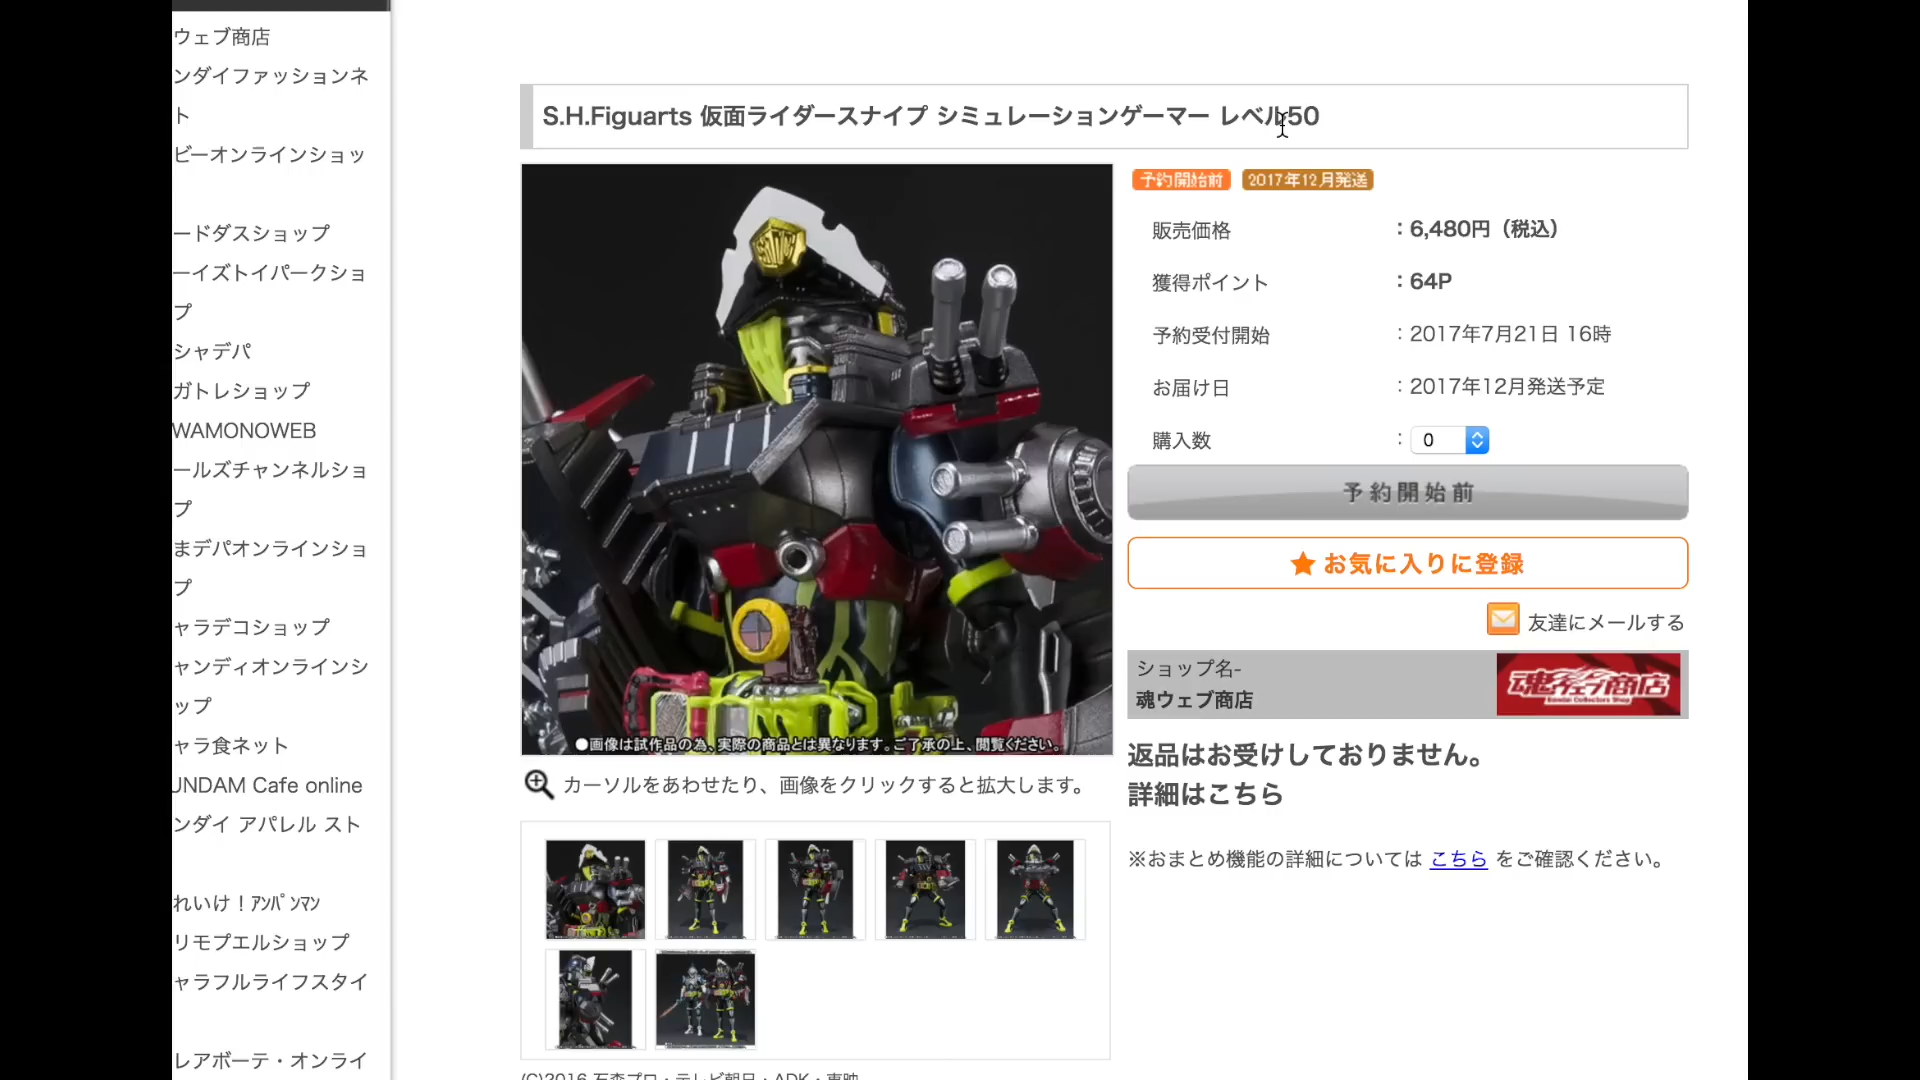 ウェブ商店
ンダイファッションネ
ト
ビーオンラインショッ
ードダスショップ
ーイズトイパークショ
プ
シャデパ
ガトレショップ
WAMONOWEB
ールズチャンネルショ
プ
まデパオンラインショ
プ
ャラデコショップ
ャンディオンラインシ
ップ
ャラ食ネット
UNDAM Cafe online
ンダイ アパレル スト
れいけ！ｱﾝﾊﾟﾝﾏﾝ
リモプエルショップ
ャラフルライフスタイ
レアボーテ・オンライ
S.H.Figuarts 仮面ライダースナイプ シミュレーションゲーマー レベル50
予約開始前 2017年12月発送
販売価格 ：6,480円（税込）
獲得ポイント ：64P
予約受付開始 ：2017年7月21日 16時
お届け日 ：2017年12月発送予定
購入数 ：0
予約開始前
★お気に入りに登録
友達にメールする
ショップ名-
魂ウェブ商店
魂ウェブ商店
Bandai Collectors Shop
返品はお受けしておりません。
詳細はこちら
※おまとめ機能の詳細については こちら をご確認ください。
●画像は試作品の為、実際の商品とは異なります。ご了承の上、閲覧ください。
カーソルをあわせたり、画像をクリックすると拡大します。
(C)2016 石森プロ・テレビ朝日・ADK・東映